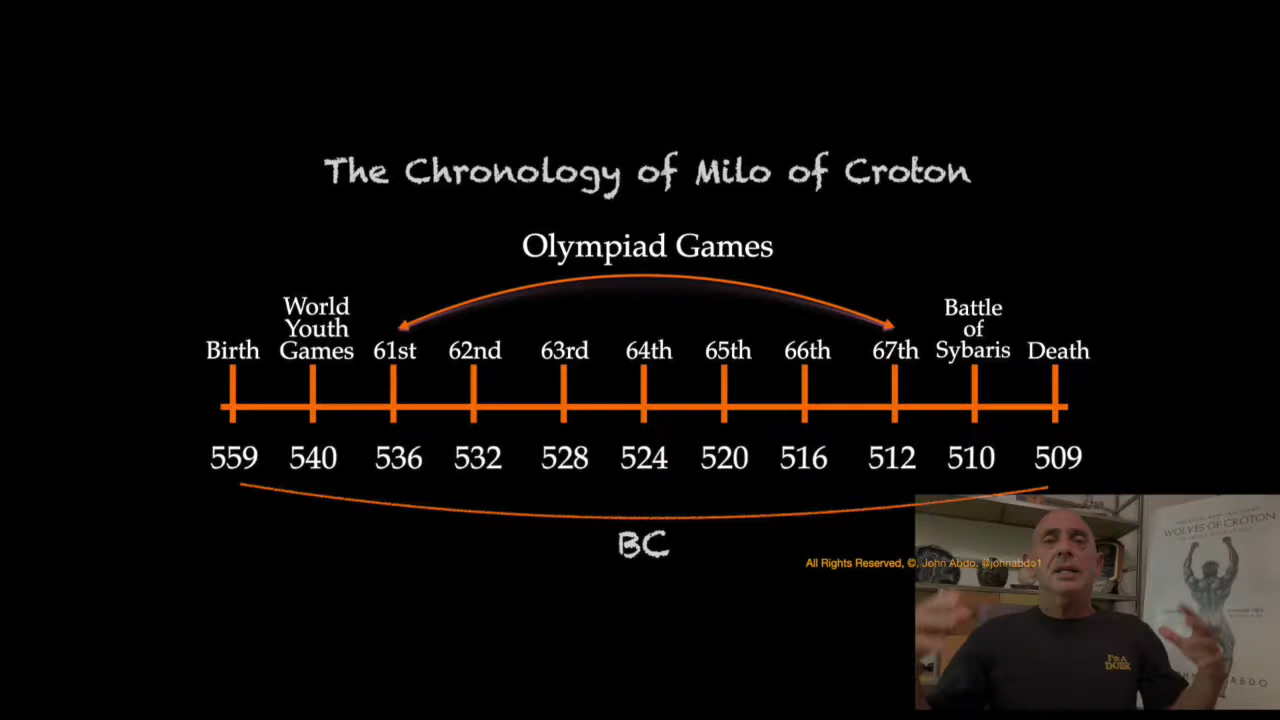 The Chronology of Milo of Croton
Olympiad Games
World
Youth
Games
Battle
of
Sybaris
Birth 61st 62nd 63rd 64th 65th 66th 67th Death
559 540 536 532 528 524 520 516 512 510 509
BC
All Rights Reserved, ©, John Abdo. @johnabdo1
WOLVES OF CROTON
I'm A
DOER
ABDO